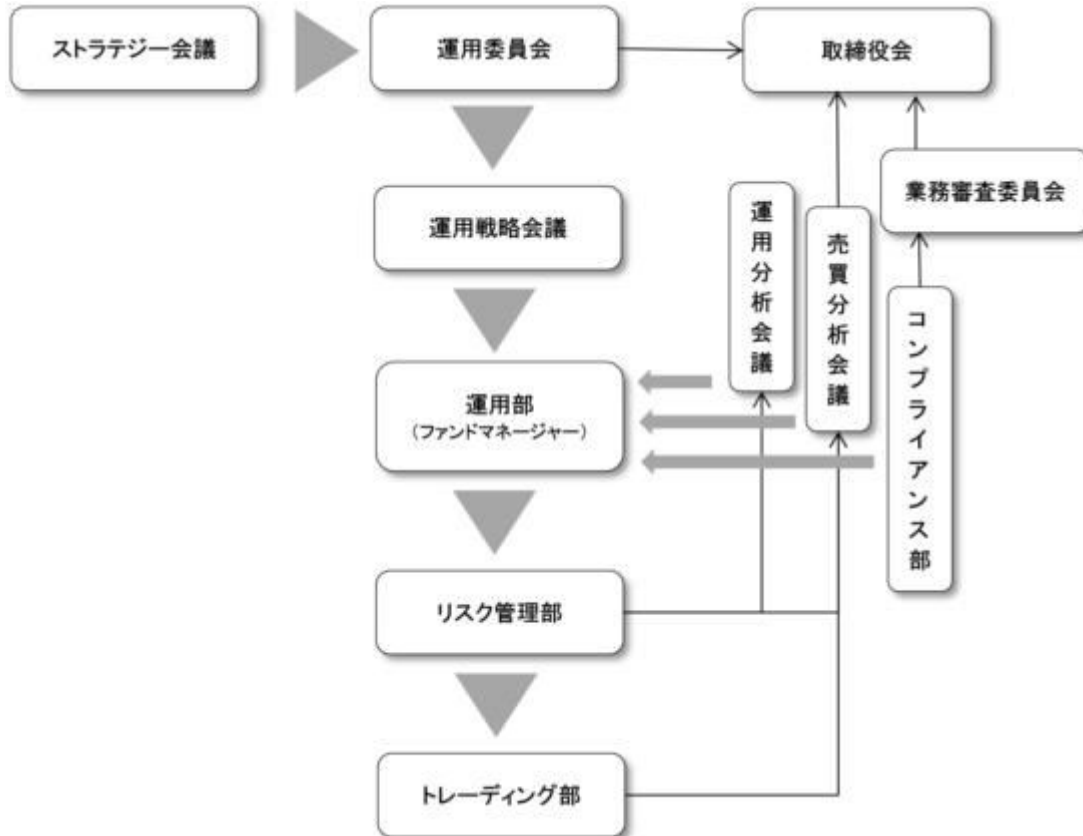 ストラテジー会議
運用委員会
取締役会
業務審査委員会
運用戦略会議
運用分析会議
売買分析会議
コンプライアンス部
運用部
(ファンドマネージャー)
リスク管理部
トレーディング部